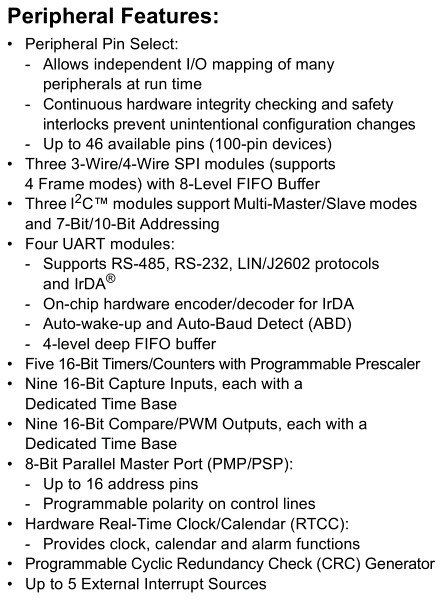 Peripheral Features:
• Peripheral Pin Select:
- Allows independent I/O mapping of many
peripherals at run time
- Continuous hardware integrity checking and safety
interlocks prevent unintentional configuration changes
- Up to 46 available pins (100-pin devices)
• Three 3-Wire/4-Wire SPI modules (supports
4 Frame modes) with 8-Level FIFO Buffer
• Three I²C™ modules support Multi-Master/Slave modes
and 7-Bit/10-Bit Addressing
• Four UART modules:
- Supports RS-485, RS-232, LIN/J2602 protocols
and IrDA®
- On-chip hardware encoder/decoder for IrDA
- Auto-wake-up and Auto-Baud Detect (ABD)
- 4-level deep FIFO buffer
• Five 16-Bit Timers/Counters with Programmable Prescaler
• Nine 16-Bit Capture Inputs, each with a
Dedicated Time Base
• Nine 16-Bit Compare/PWM Outputs, each with a
Dedicated Time Base
• 8-Bit Parallel Master Port (PMP/PSP):
- Up to 16 address pins
- Programmable polarity on control lines
• Hardware Real-Time Clock/Calendar (RTCC):
- Provides clock, calendar and alarm functions
• Programmable Cyclic Redundancy Check (CRC) Generator
• Up to 5 External Interrupt Sources